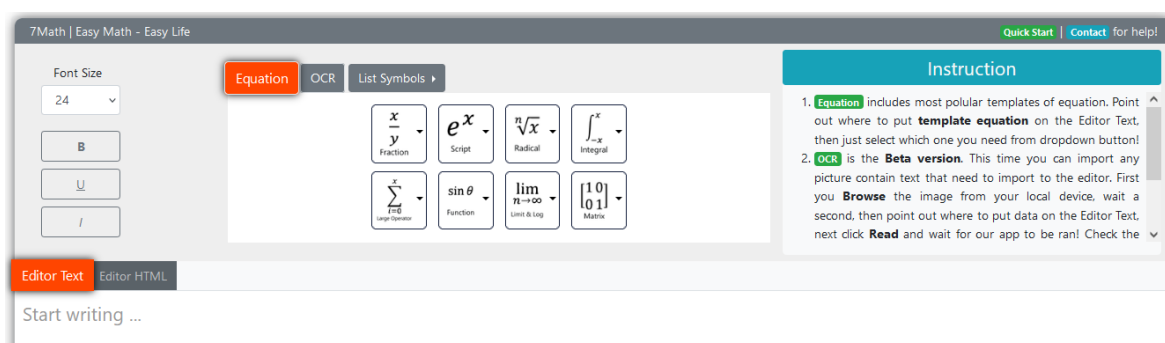 7Math | Easy Math - Easy Life
Quick Start | Contact for help!
Font Size
24
B
U
I
Equation
OCR
List Symbols
x/y
Fraction
e^x
Script
n√x
Radical
∫_-x^x
Integral
∑_i=0^x
Large Operator
sin θ
Function
lim n→∞
Limit & Log
[1 0
0 1]
Matrix
Instruction
1. Equation includes most polular templates of equation. Point
out where to put template equation on the Editor Text,
then just select which one you need from dropdown button!
2. OCR is the Beta version. This time you can import any
picture contain text that need to import to the editor. First
you Browse the image from your local device, wait a
second, then point out where to put data on the Editor Text,
next click Read and wait for our app to be ran! Check the
Editor Text
Editor HTML
Start writing ...